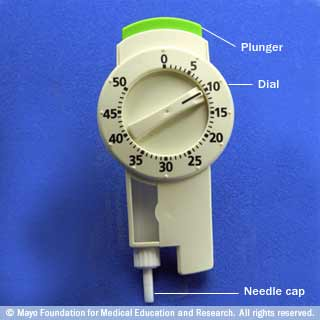 Plunger
Dial
0
5
10
15
20
25
30
35
40
45
50
Needle cap
© Mayo Foundation for Medical Education and Research. All rights reserved.